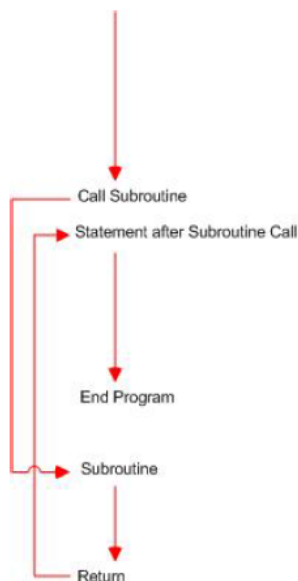 Call Subroutine
Statement after Subroutine Call
End Program
Subroutine
Return